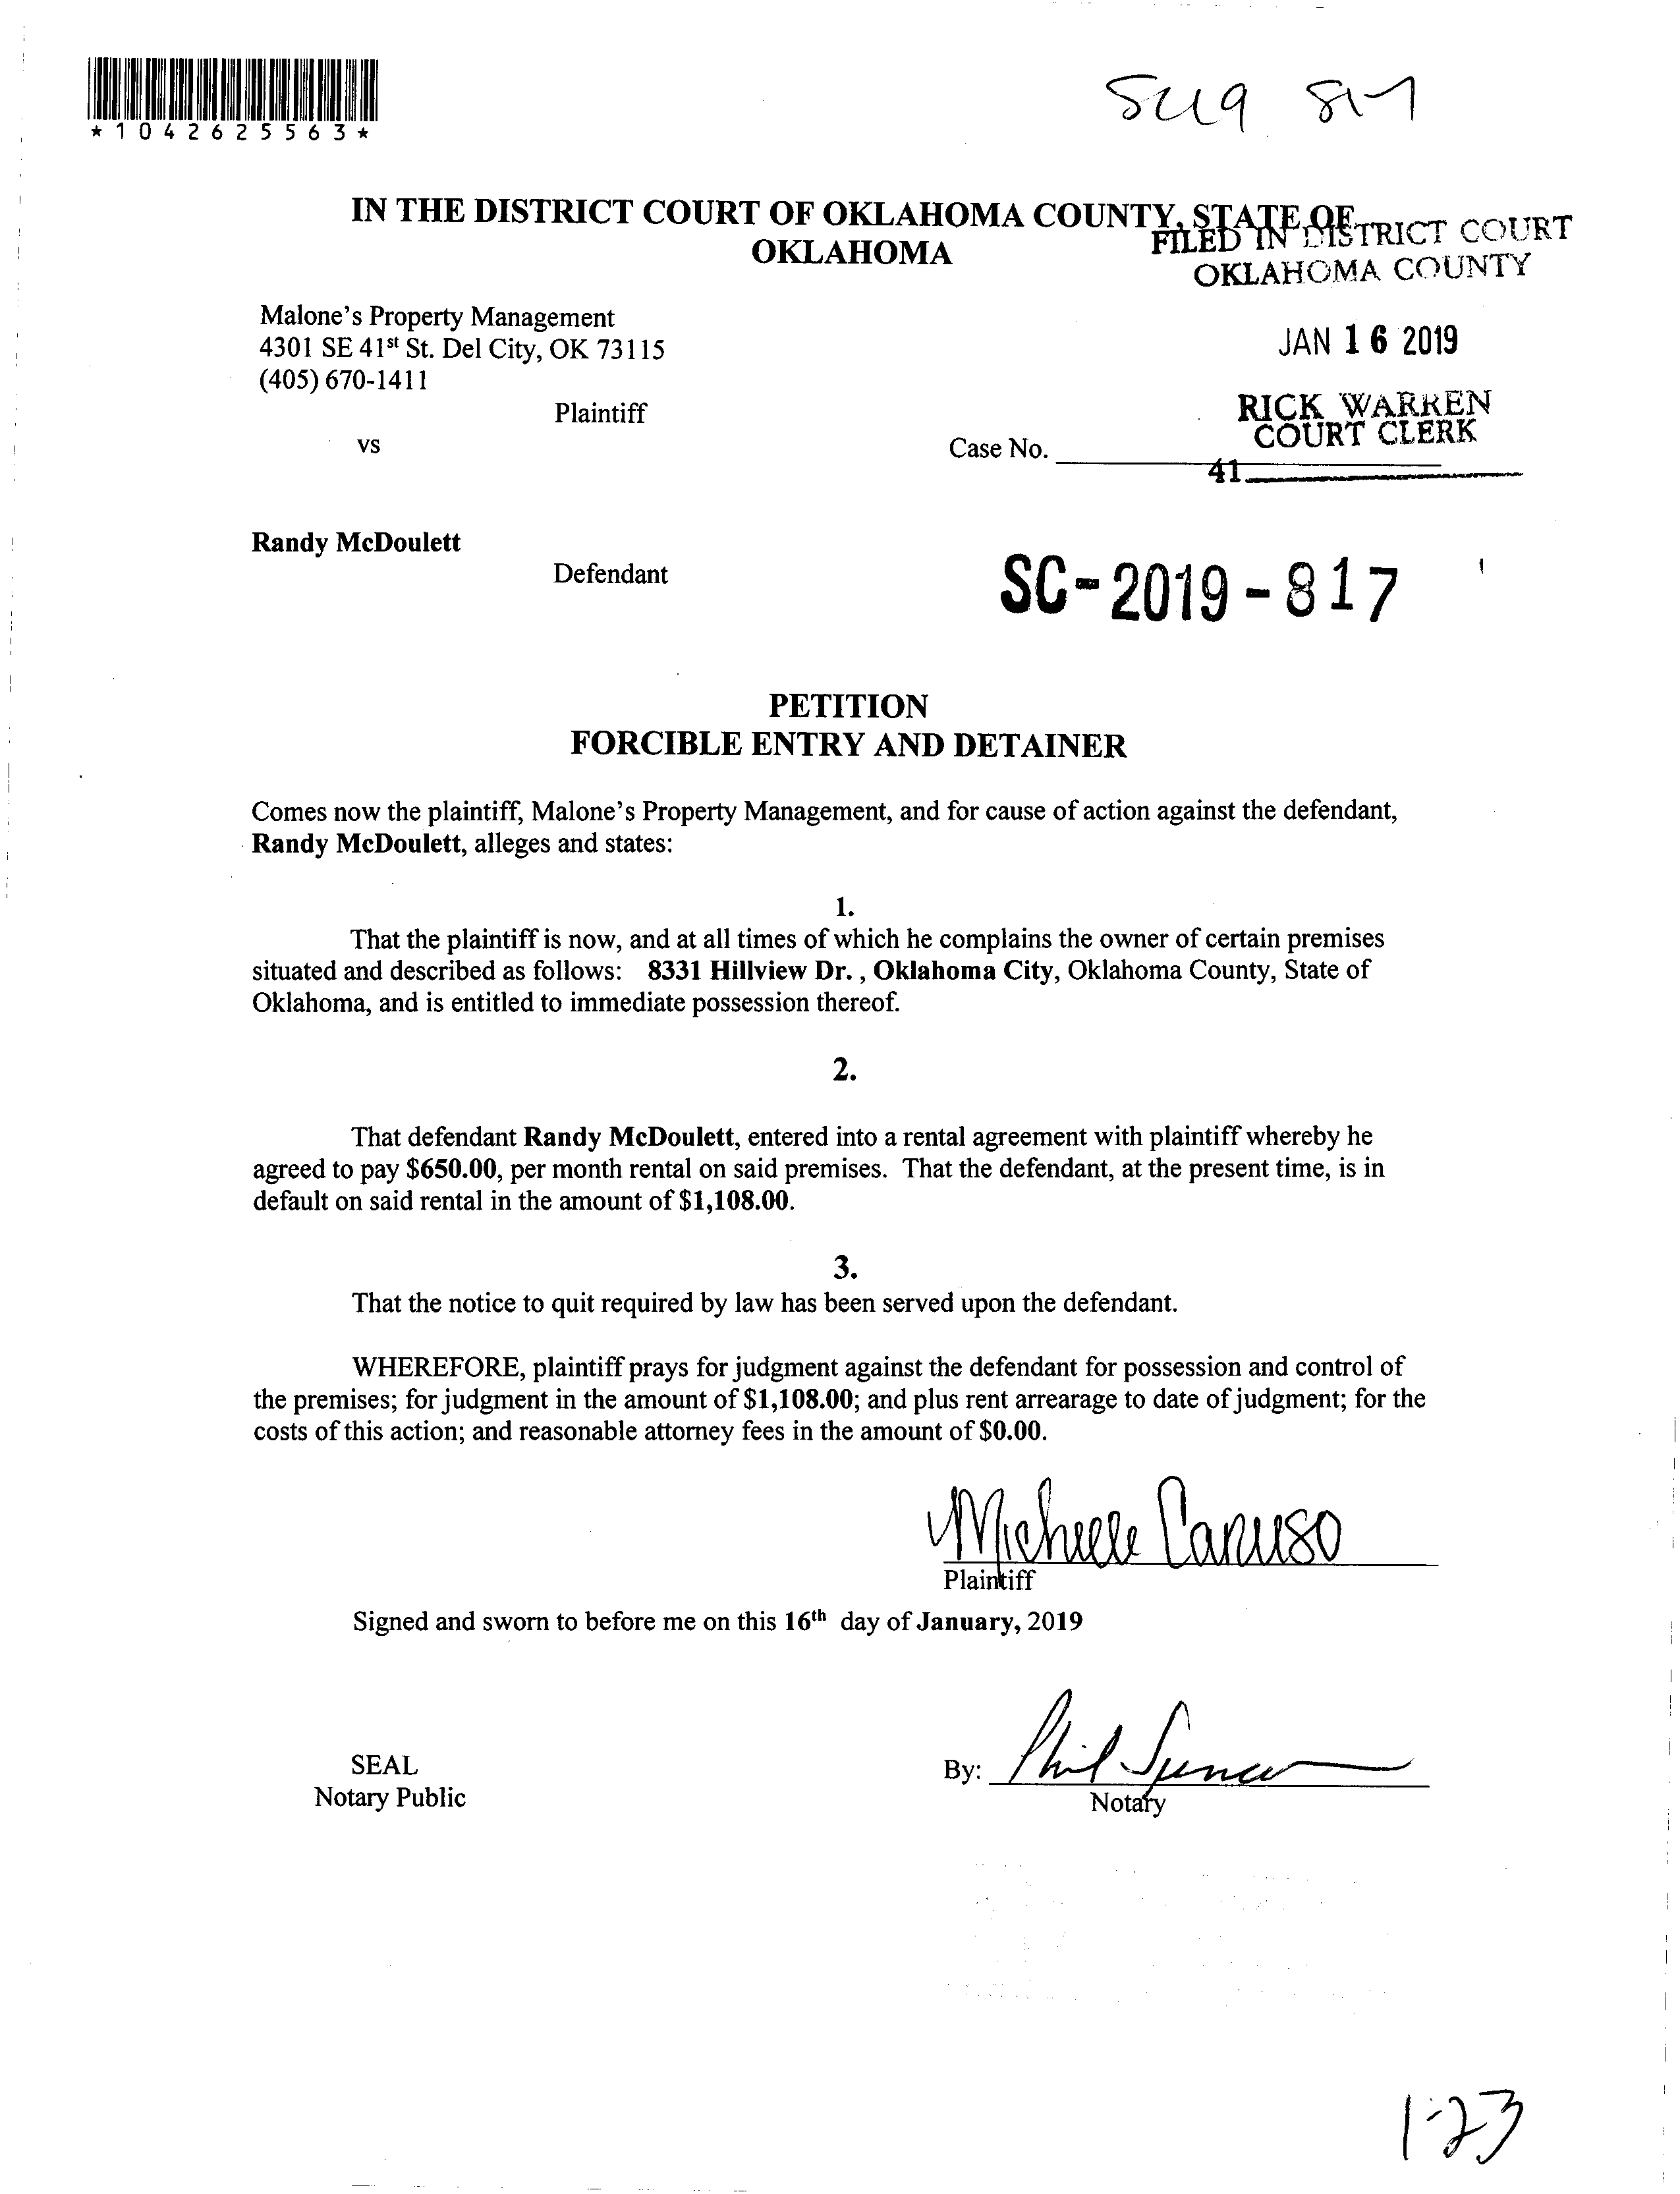 *1042625563*
SC19 817
IN THE DISTRICT COURT OF OKLAHOMA COUNTY, STATE OF
OKLAHOMA
FILED IN DISTRICT COURT
OKLAHOMA COUNTY
Malone's Property Management
4301 SE 41st St. Del City, OK 73115
(405) 670-1411
JAN 16 2019
Plaintiff
RICK WARREN
COURT CLERK
vs
Case No.
41
Randy McDoulett
Defendant
SC-2019-817
PETITION
FORCIBLE ENTRY AND DETAINER
Comes now the plaintiff, Malone's Property Management, and for cause of action against the defendant,
Randy McDoulett, alleges and states:
1.
That the plaintiff is now, and at all times of which he complains the owner of certain premises
situated and described as follows: 8331 Hillview Dr. , Oklahoma City, Oklahoma County, State of
Oklahoma, and is entitled to immediate possession thereof.
2.
That defendant Randy McDoulett, entered into a rental agreement with plaintiff whereby he
agreed to pay $650.00, per month rental on said premises. That the defendant, at the present time, is in
default on said rental in the amount of $1,108.00.
3.
That the notice to quit required by law has been served upon the defendant.
WHEREFORE, plaintiff prays for judgment against the defendant for possession and control of
the premises; for judgment in the amount of $1,108.00; and plus rent arrearage to date of judgment; for the
costs of this action; and reasonable attorney fees in the amount of $0.00.
Michelle Caruso
Plaintiff
Signed and sworn to before me on this 16th day of January, 2019
SEAL
Notary Public
By: Phil Spencer
Notary
1-23